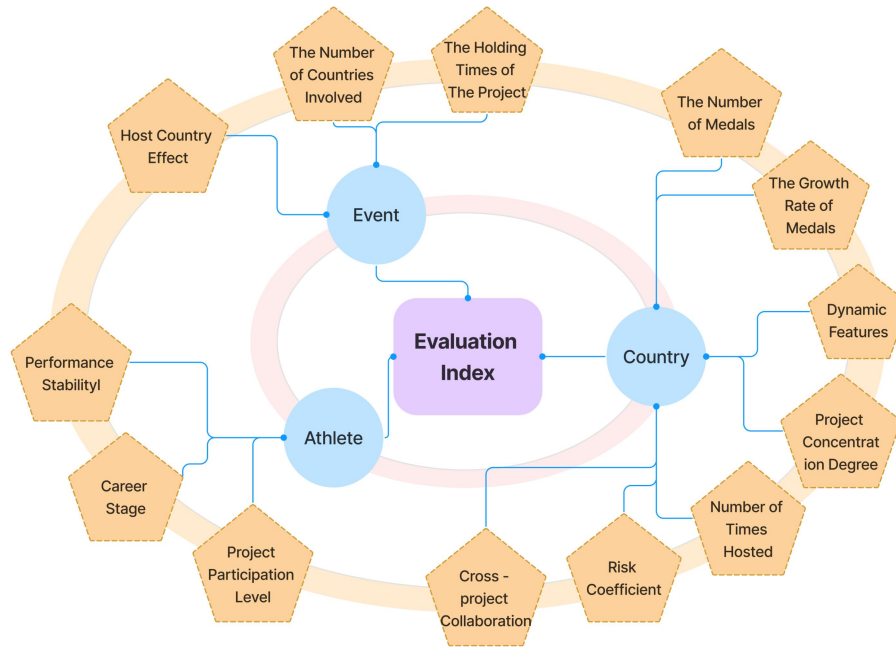 The Number
of Countries
Involved
The Holding
Times of
The Project
The Number
of Medals
Host Country
Effect
The Growth
Rate of
Medals
Event
Dynamic
Features
Evaluation
Index
Country
Performance
Stabilityl
Athlete
Project
Concentrat
ion Degree
Career
Stage
Number of
Times
Hosted
Project
Participation
Level
Cross -
project
Collaboration
Risk
Coefficient